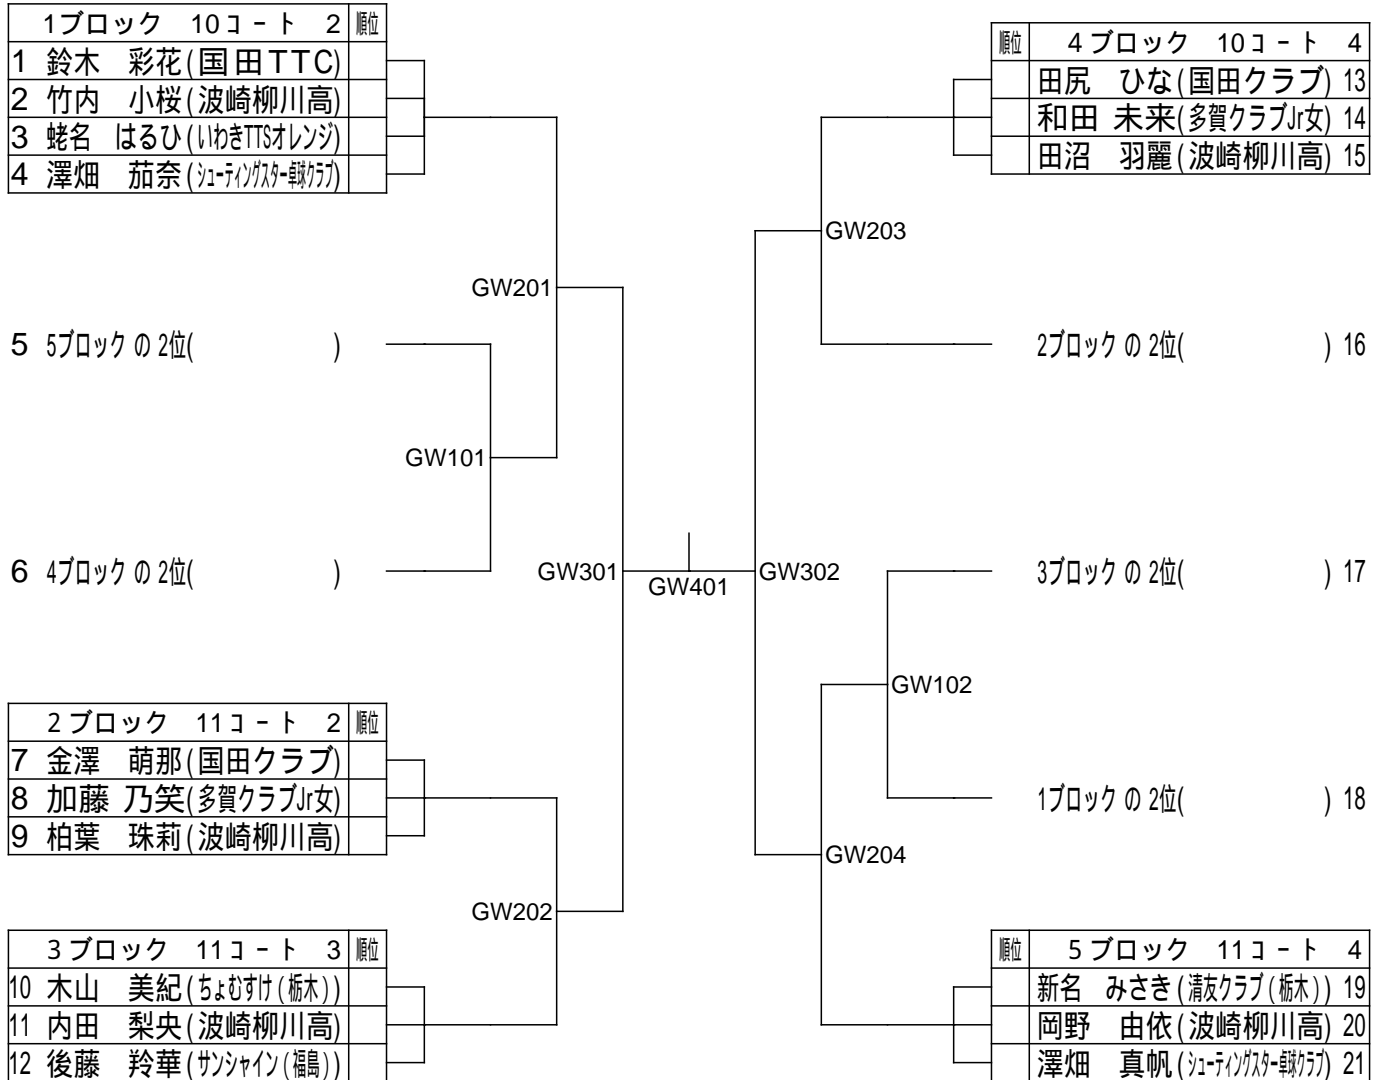 1ブロック 10コート 2 順位
1 鈴木 彩花(国田TTC)
2 竹内 小桜(波崎柳川高)
3 蛯名 はるひ(いわきTTSオレンジ)
4 澤畑 茄奈(シューティングスター卓球クラブ)
GW201
5 5ブロック の 2位( )
GW101
6 4ブロック の 2位( )
GW301
2ブロック 11コート 2 順位
7 金澤 萌那(国田クラブ)
8 加藤 乃笑(多賀クラブJr女)
9 柏葉 珠莉(波崎柳川高)
GW202
3ブロック 11コート 3 順位
10 木山 美紀(ちょむすけ(栃木))
11 内田 梨央(波崎柳川高)
12 後藤 羚華(サンシャイン(福島))
GW401
順位 4ブロック 10コート 4
田尻 ひな(国田クラブ) 13
和田 未来(多賀クラブJr女) 14
田沼 羽麗(波崎柳川高) 15
GW203
2ブロック の 2位( ) 16
GW302
3ブロック の 2位( ) 17
GW102
1ブロック の 2位( ) 18
GW204
順位 5ブロック 11コート 4
新名 みさき(清友クラブ(栃木)) 19
岡野 由依(波崎柳川高) 20
澤畑 真帆(シューティングスター卓球クラブ) 21